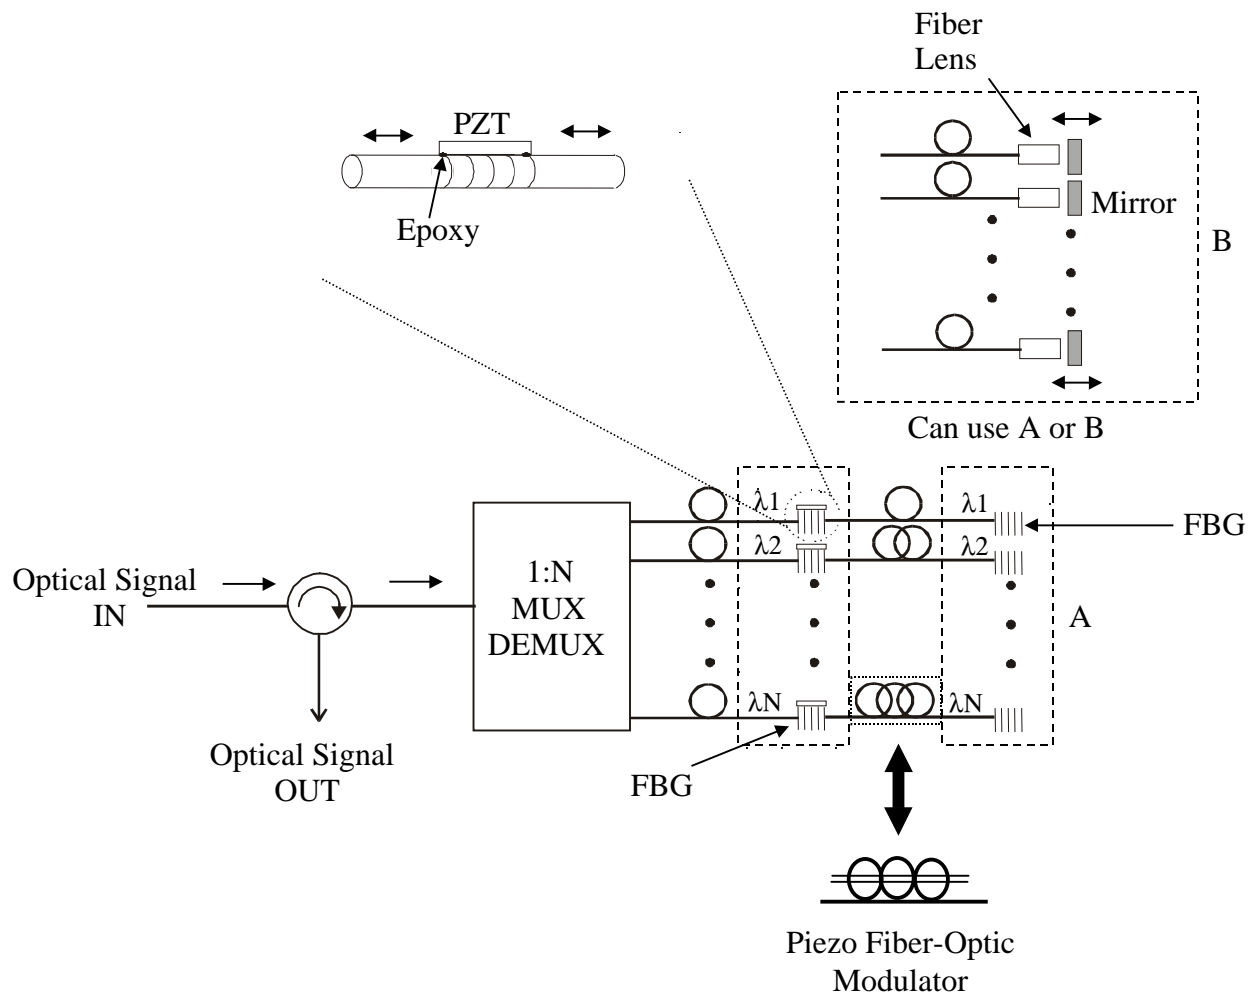 Fiber
Lens
PZT
Epoxy
Mirror
B
Can use A or B
λ1
λ1
FBG
λ2
λ2
Optical Signal
IN
1:N
MUX
DEMUX
A
λN
λN
Optical Signal
OUT
FBG
Piezo Fiber-Optic
Modulator